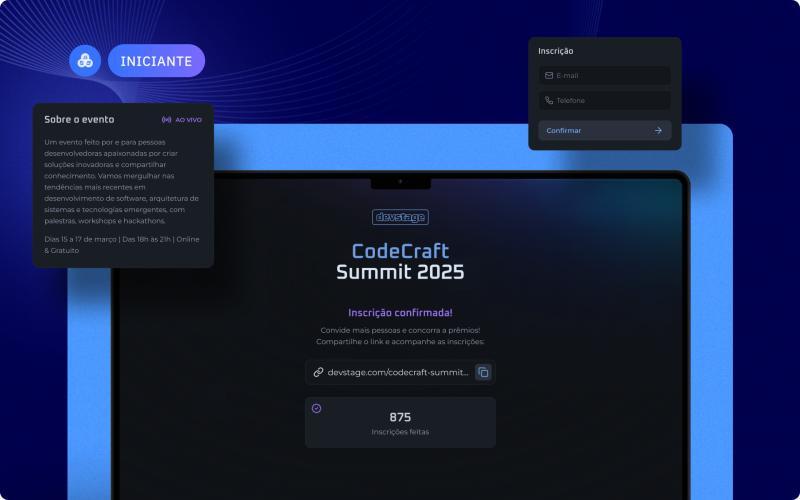 INICIANTE
Sobre o evento
AO VIVO
Um evento feito por e para pessoas
desenvolvedoras apaixonadas por criar
soluções inovadoras e compartilhar
conhecimento. Vamos mergulhar nas
tendências mais recentes em
desenvolvimento de software, arquitetura de
sistemas e tecnologias emergentes, com
palestras, workshops e hackathons.
Dias 15 a 17 de março | Das 18h às 21h | Online
& Gratuito
Inscrição
E-mail
Telefone
Confirmar
devstage
CodeCraft
Summit 2025
Inscrição confirmada!
Convide mais pessoas e concorra a prêmios!
Compartilhe o link e acompanhe as inscrições:
devstage.com/codecraft-summit...
875
Inscrições feitas